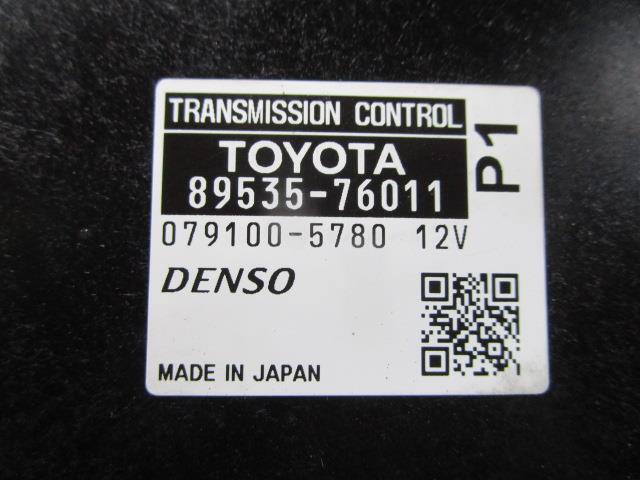 TRANSMISSION CONTROL
TOYOTA
89535-76011
P1
079100-5780 12V
DENSO
MADE IN JAPAN